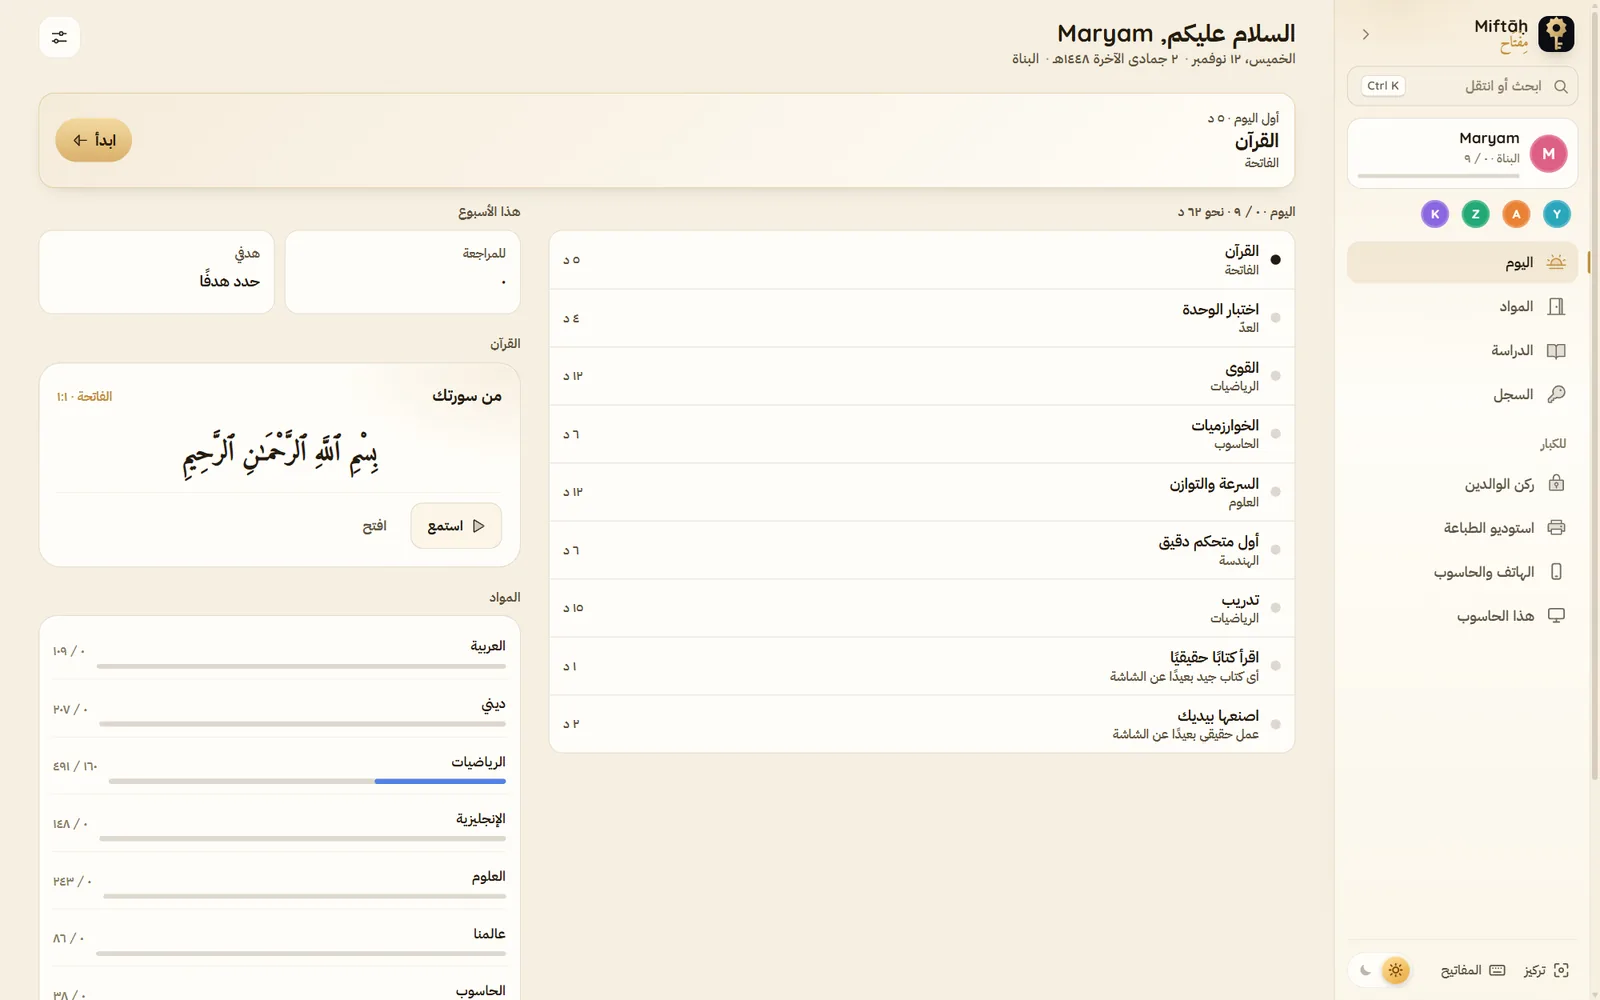 Miftāḥ
مِفتاح
ابحث أو انتقل
Ctrl K
M
Maryam
البناة · ٠ / ٩
Y
A
Z
K
اليوم
المواد
الدراسة
السجل
للكبار
ركن الوالدين
استوديو الطباعة
الهاتف والحاسوب
هذا الحاسوب
تركيز
المفاتيح
السلام عليكم, Maryam
الخميس، ١٢ نوفمبر · ٢ جمادى الآخرة ١٤٤٨هـ · البناة
أول اليوم · ٥ د
القرآن
الفاتحة
ابدأ
اليوم · ٠ / ٩ · نحو ٦٢ د
القرآن
الفاتحة
٥ د
اختبار الوحدة
العدّ
٤ د
القوى
الرياضيات
١٢ د
الخوارزميات
الحاسوب
٦ د
السرعة والتوازن
العلوم
١٢ د
أول متحكم دقيق
الهندسة
٦ د
تدريب
الرياضيات
١٥ د
اقرأ كتابًا حقيقيًا
أي كتاب جيد بعيدًا عن الشاشة
١ د
اصنعها بيديك
عمل حقيقي بعيدًا عن الشاشة
٢ د
هذا الأسبوع
للمراجعة
٠
هدفي
حدد هدفًا
القرآن
من سورتك
الفاتحة · ١:١
بِسْمِ ٱللَّهِ ٱلرَّحْمَـٰنِ ٱلرَّحِيمِ
استمع
افتح
المواد
العربية
٠ / ١٠٩
ديني
٠ / ٢٠٧
الرياضيات
١٦٠ / ٤٩١
الإنجليزية
٠ / ١٤٨
العلوم
٠ / ٢٤٣
عالمنا
٠ / ٨٦
الحاسوب
٠ / ٣٨